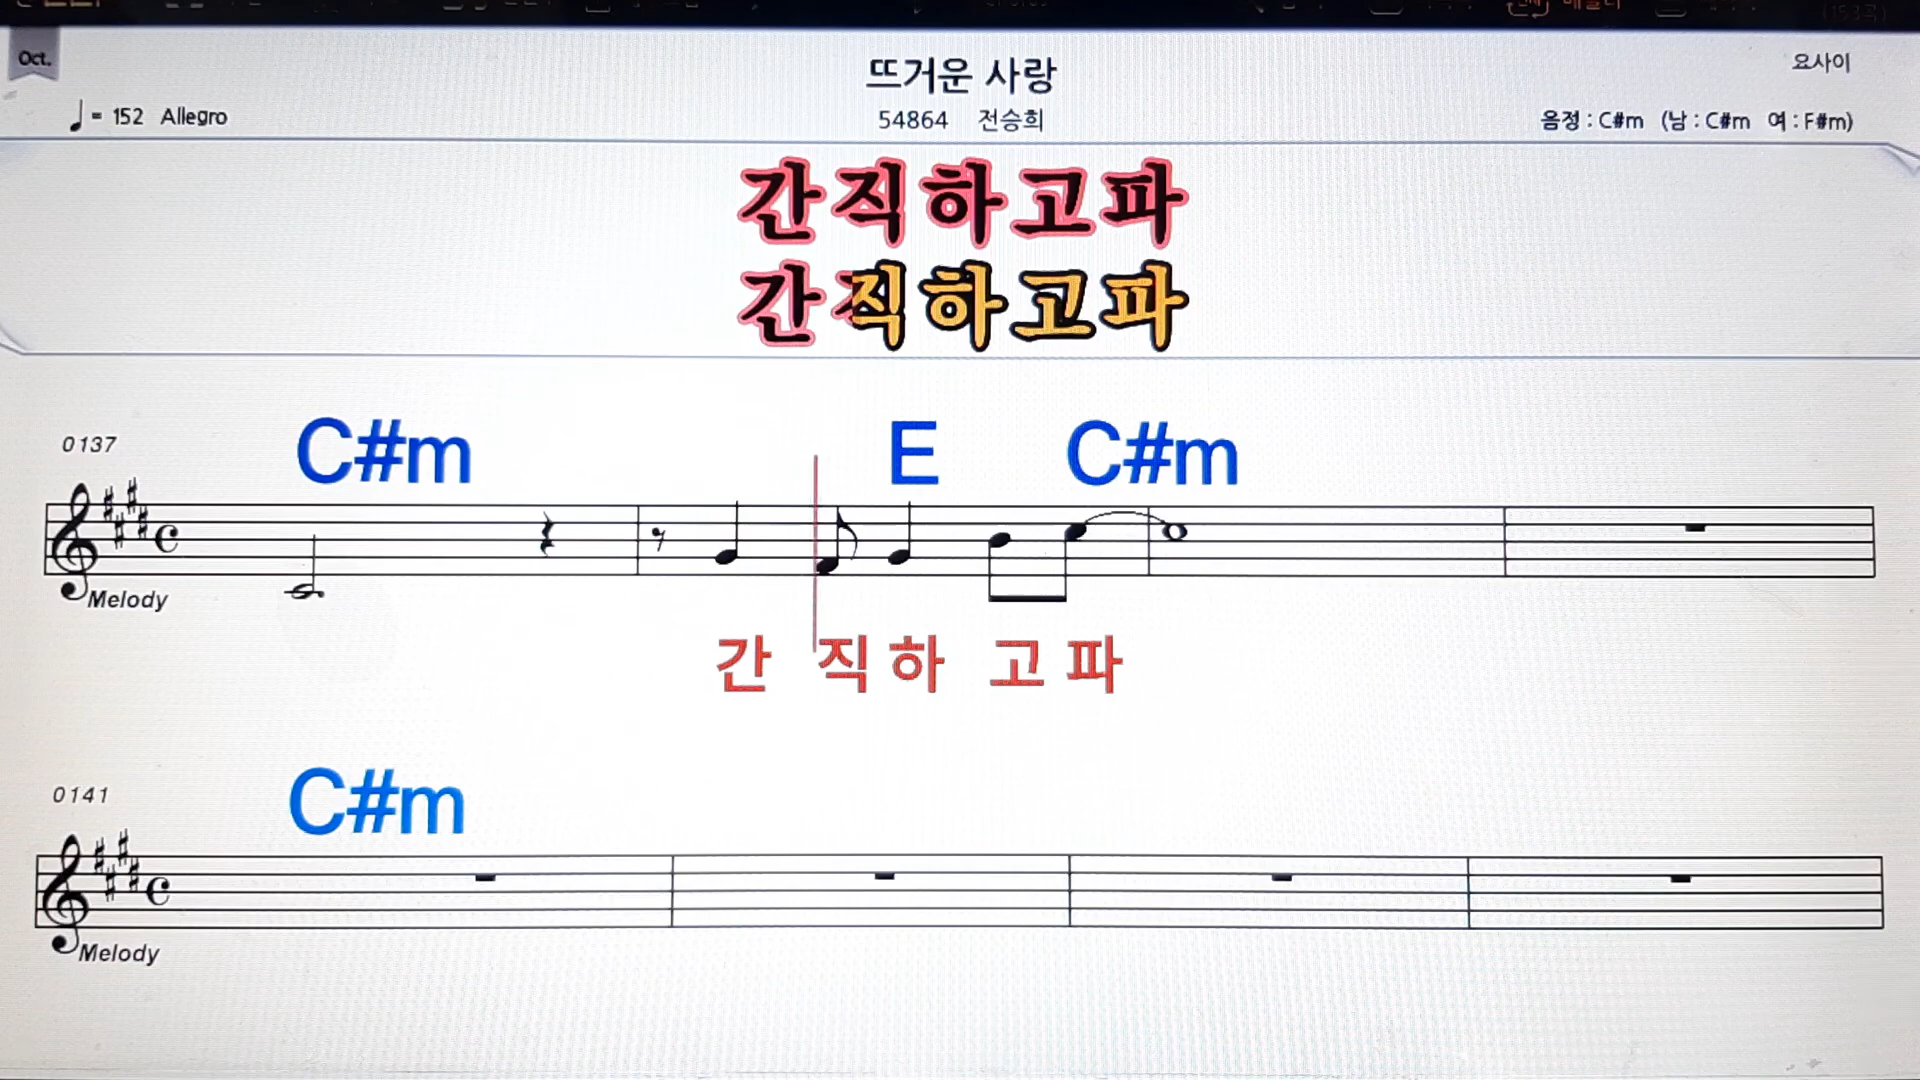 Oct.
뜨거운 사랑
요사이
♩= 152 Allegro
54864 전승희
음정 : C#m (남 : C#m 여 : F#m)
간직하고파
간직하고파
0137
C#m E C#m
Melody
간 직하 고 파
0141
C#m
Melody